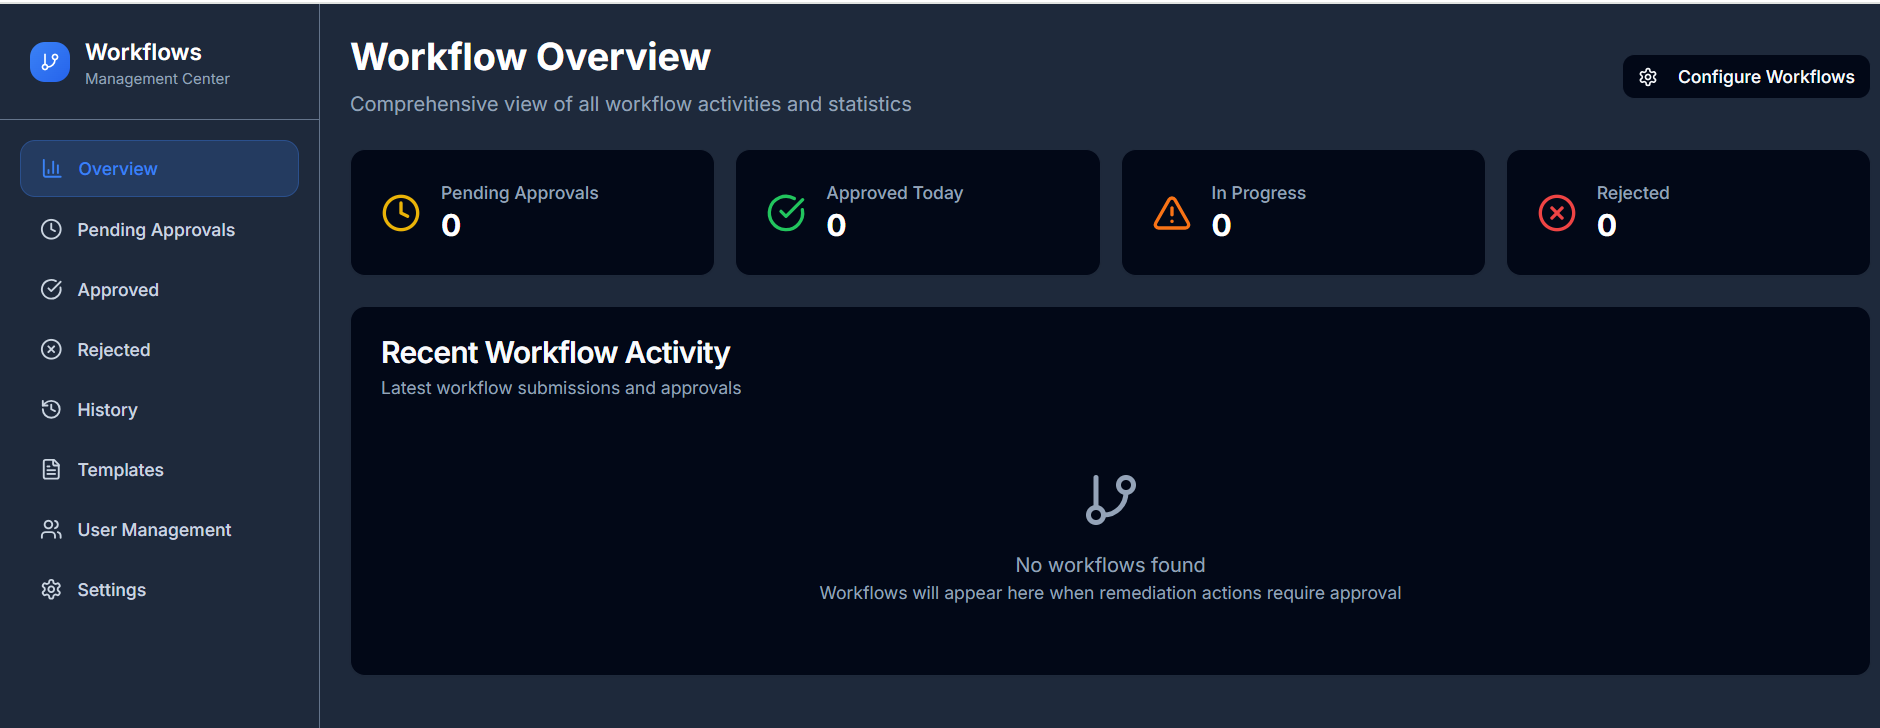 Workflows
Management Center
Overview
Pending Approvals
Approved
Rejected
History
Templates
User Management
Settings
Workflow Overview
Comprehensive view of all workflow activities and statistics
Configure Workflows
Pending Approvals
0
Approved Today
0
In Progress
0
Rejected
0
Recent Workflow Activity
Latest workflow submissions and approvals
No workflows found
Workflows will appear here when remediation actions require approval